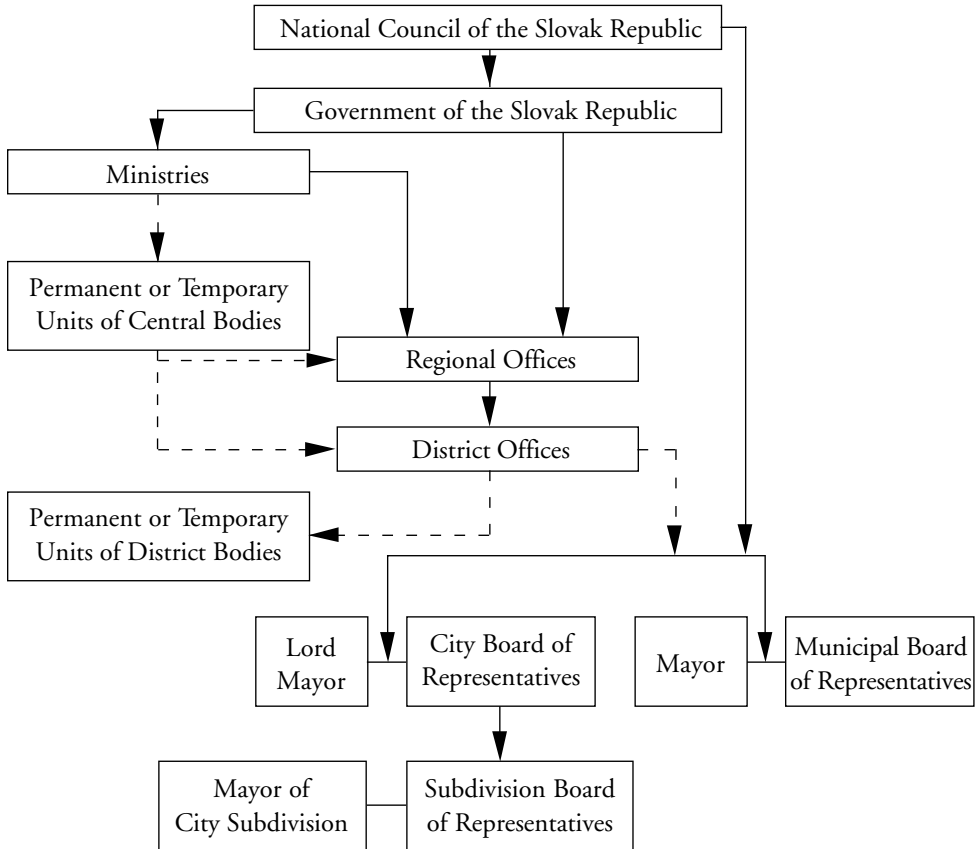 National Council of the Slovak Republic
Government of the Slovak Republic
Ministries
Permanent or Temporary
Units of Central Bodies
Regional Offices
District Offices
Permanent or Temporary
Units of District Bodies
Lord
Mayor
City Board of
Representatives
Mayor
Municipal Board
of Representatives
Mayor of
City Subdivision
Subdivision Board
of Representatives